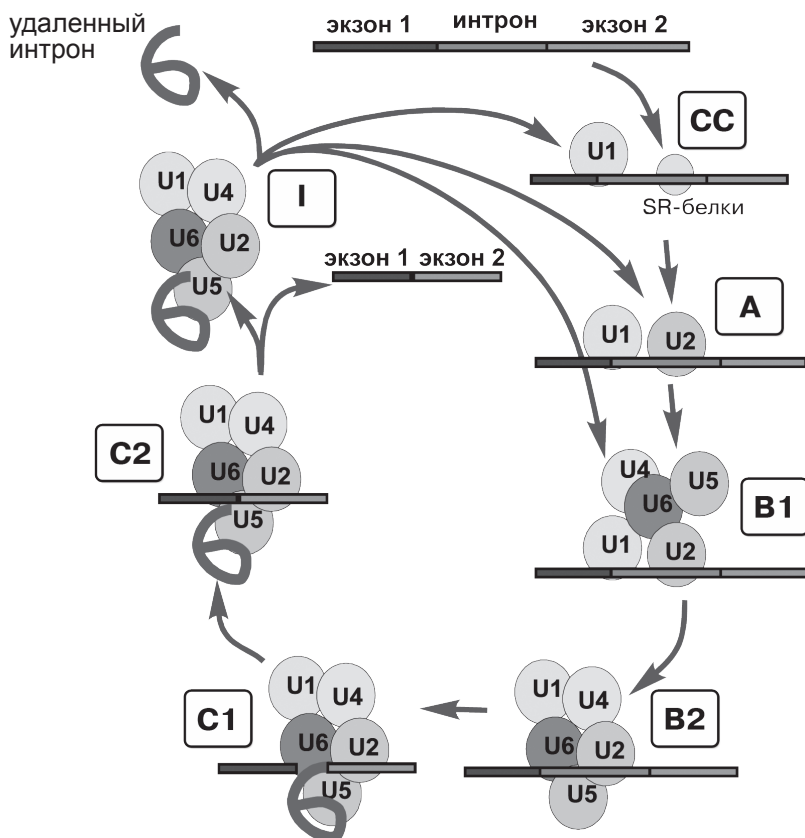 удаленный
интрон
экзон 1 интрон экзон 2
CC
U1
SR-белки
U1 U4
I
U6 U2
U5
экзон 1 экзон 2
A
U1 U2
U1 U4
C2
U6 U2
U5
U4 U5
U6
B1
U1 U2
U1 U4
C1
U6 U2
U5
U1 U4
B2
U6 U2
U5